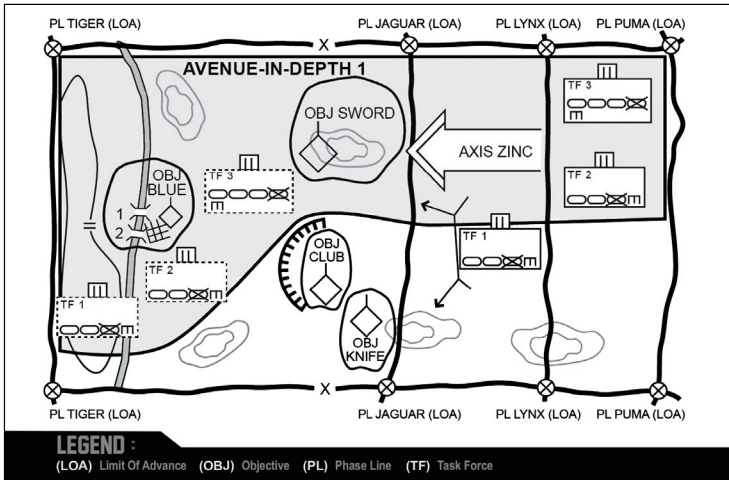 PL TIGER (LOA)
X
PL JAGUAR (LOA)
PL LYNX (LOA)
PL PUMA (LOA)
AVENUE-IN-DEPTH 1
TF 3
E
OBJ SWORD
AXIS ZINC
TF 2
E
OBJ
BLUE
1
2
TF 3
E
TF 1
E
OBJ
CLUB
TF 2
E
TF 1
E
OBJ
KNIFE
X
PL TIGER (LOA)
PL JAGUAR (LOA)
PL LYNX (LOA)
PL PUMA (LOA)
LEGEND :
(LOA) Limit Of Advance (OBJ) Objective (PL) Phase Line (TF) Task Force